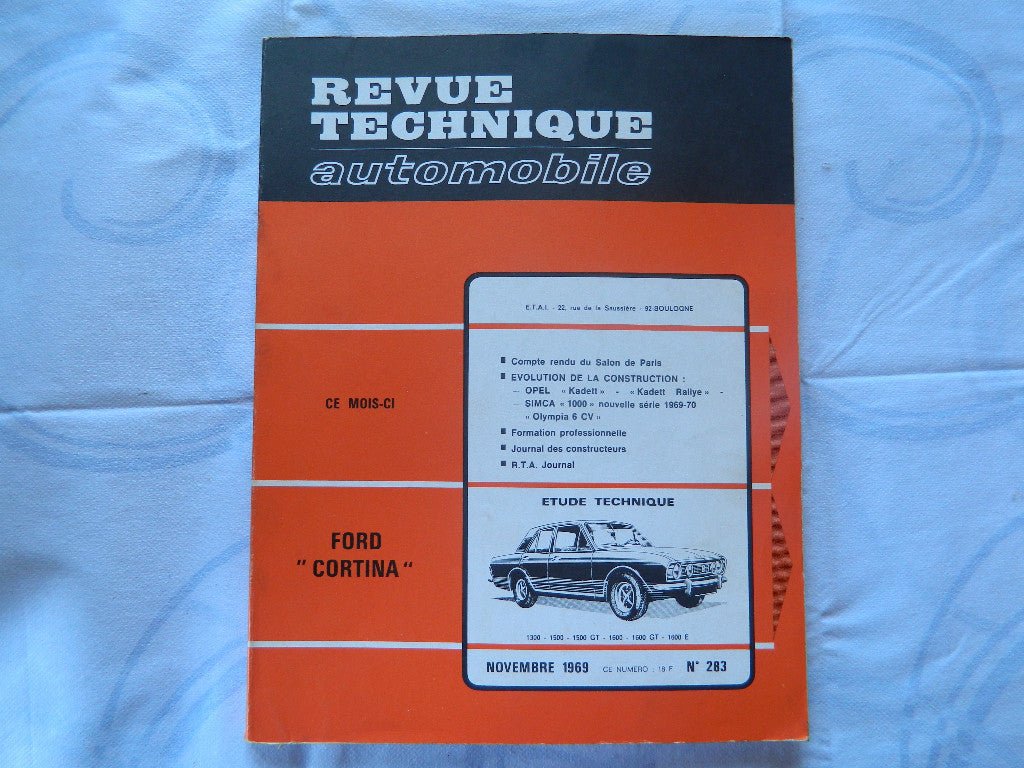 REVUE
TECHNIQUE
automobile
E.T.A.I. - 22, rue de la Saussière - 92-BOULOGNE
CE MOIS-CI
■ Compte rendu du Salon de Paris
■ EVOLUTION DE LA CONSTRUCTION :
— OPEL « Kadett » - « Kadett Rallye » -
— SIMCA « 1000 » nouvelle série 1969-70
« Olympia 6 CV »
■ Formation professionnelle
■ Journal des constructeurs
■ R.T.A. Journal
FORD
" CORTINA "
ETUDE TECHNIQUE
1300 - 1500 - 1500 GT - 1600 - 1600 GT - 1600 E
NOVEMBRE 1969 CE NUMERO : 18 F N° 283